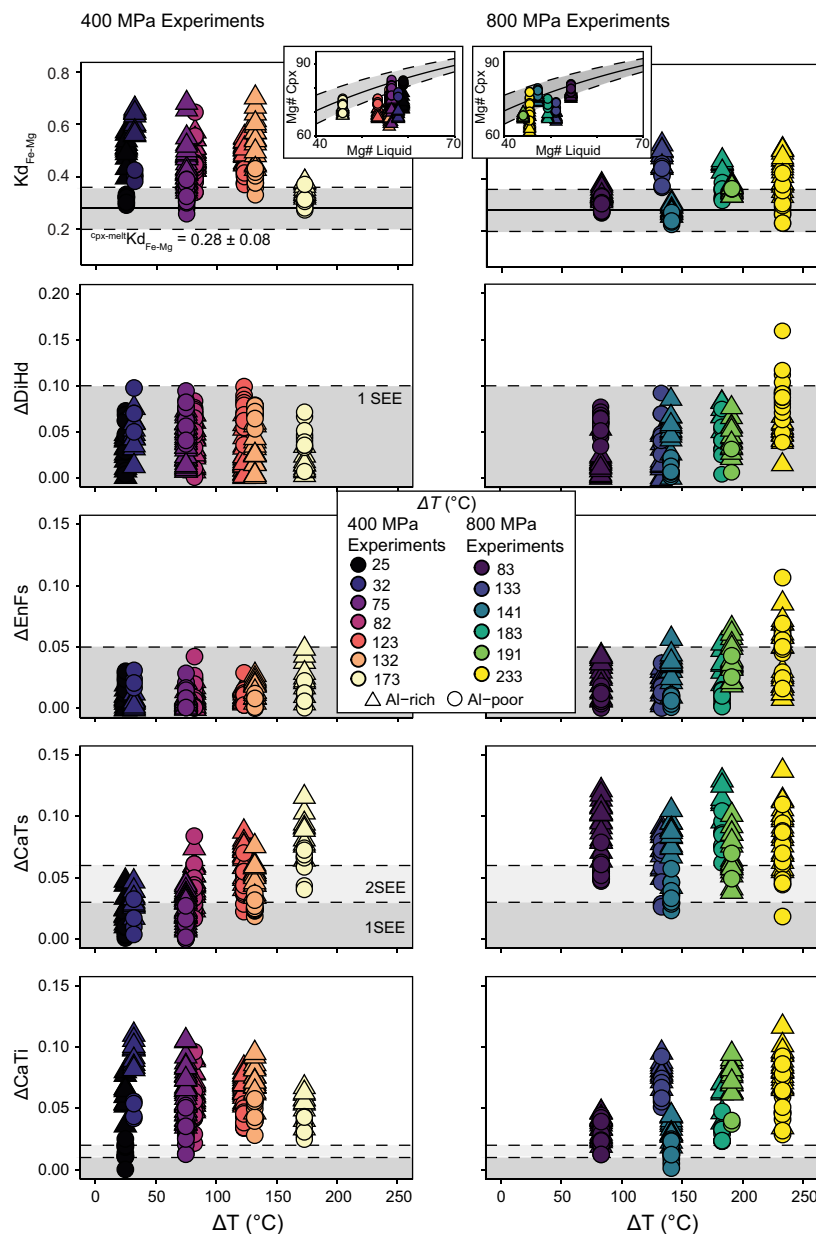 400 MPa Experiments
800 MPa Experiments
90
Mg# Cpx
60
40
Mg# Liquid
70
90
Mg# Cpx
60
40
Mg# Liquid
70
0.8
0.6
0.4
0.2
Kd Fe-Mg
cpx-melt Kd Fe-Mg = 0.28 ± 0.08
0.20
0.15
0.10
0.05
0.00
ΔDiHd
1 SEE
0.15
0.10
0.05
0.00
ΔEnFs
ΔT (°C)
400 MPa
Experiments
25
32
75
82
123
132
173
800 MPa
Experiments
83
133
141
183
191
233
Al−rich
Al−poor
0.15
0.10
0.05
0.00
ΔCaTs
2SEE
1SEE
0.15
0.10
0.05
0.00
ΔCaTi
0 50 100 150 200 250
ΔT (°C)
0 50 100 150 200 250
ΔT (°C)